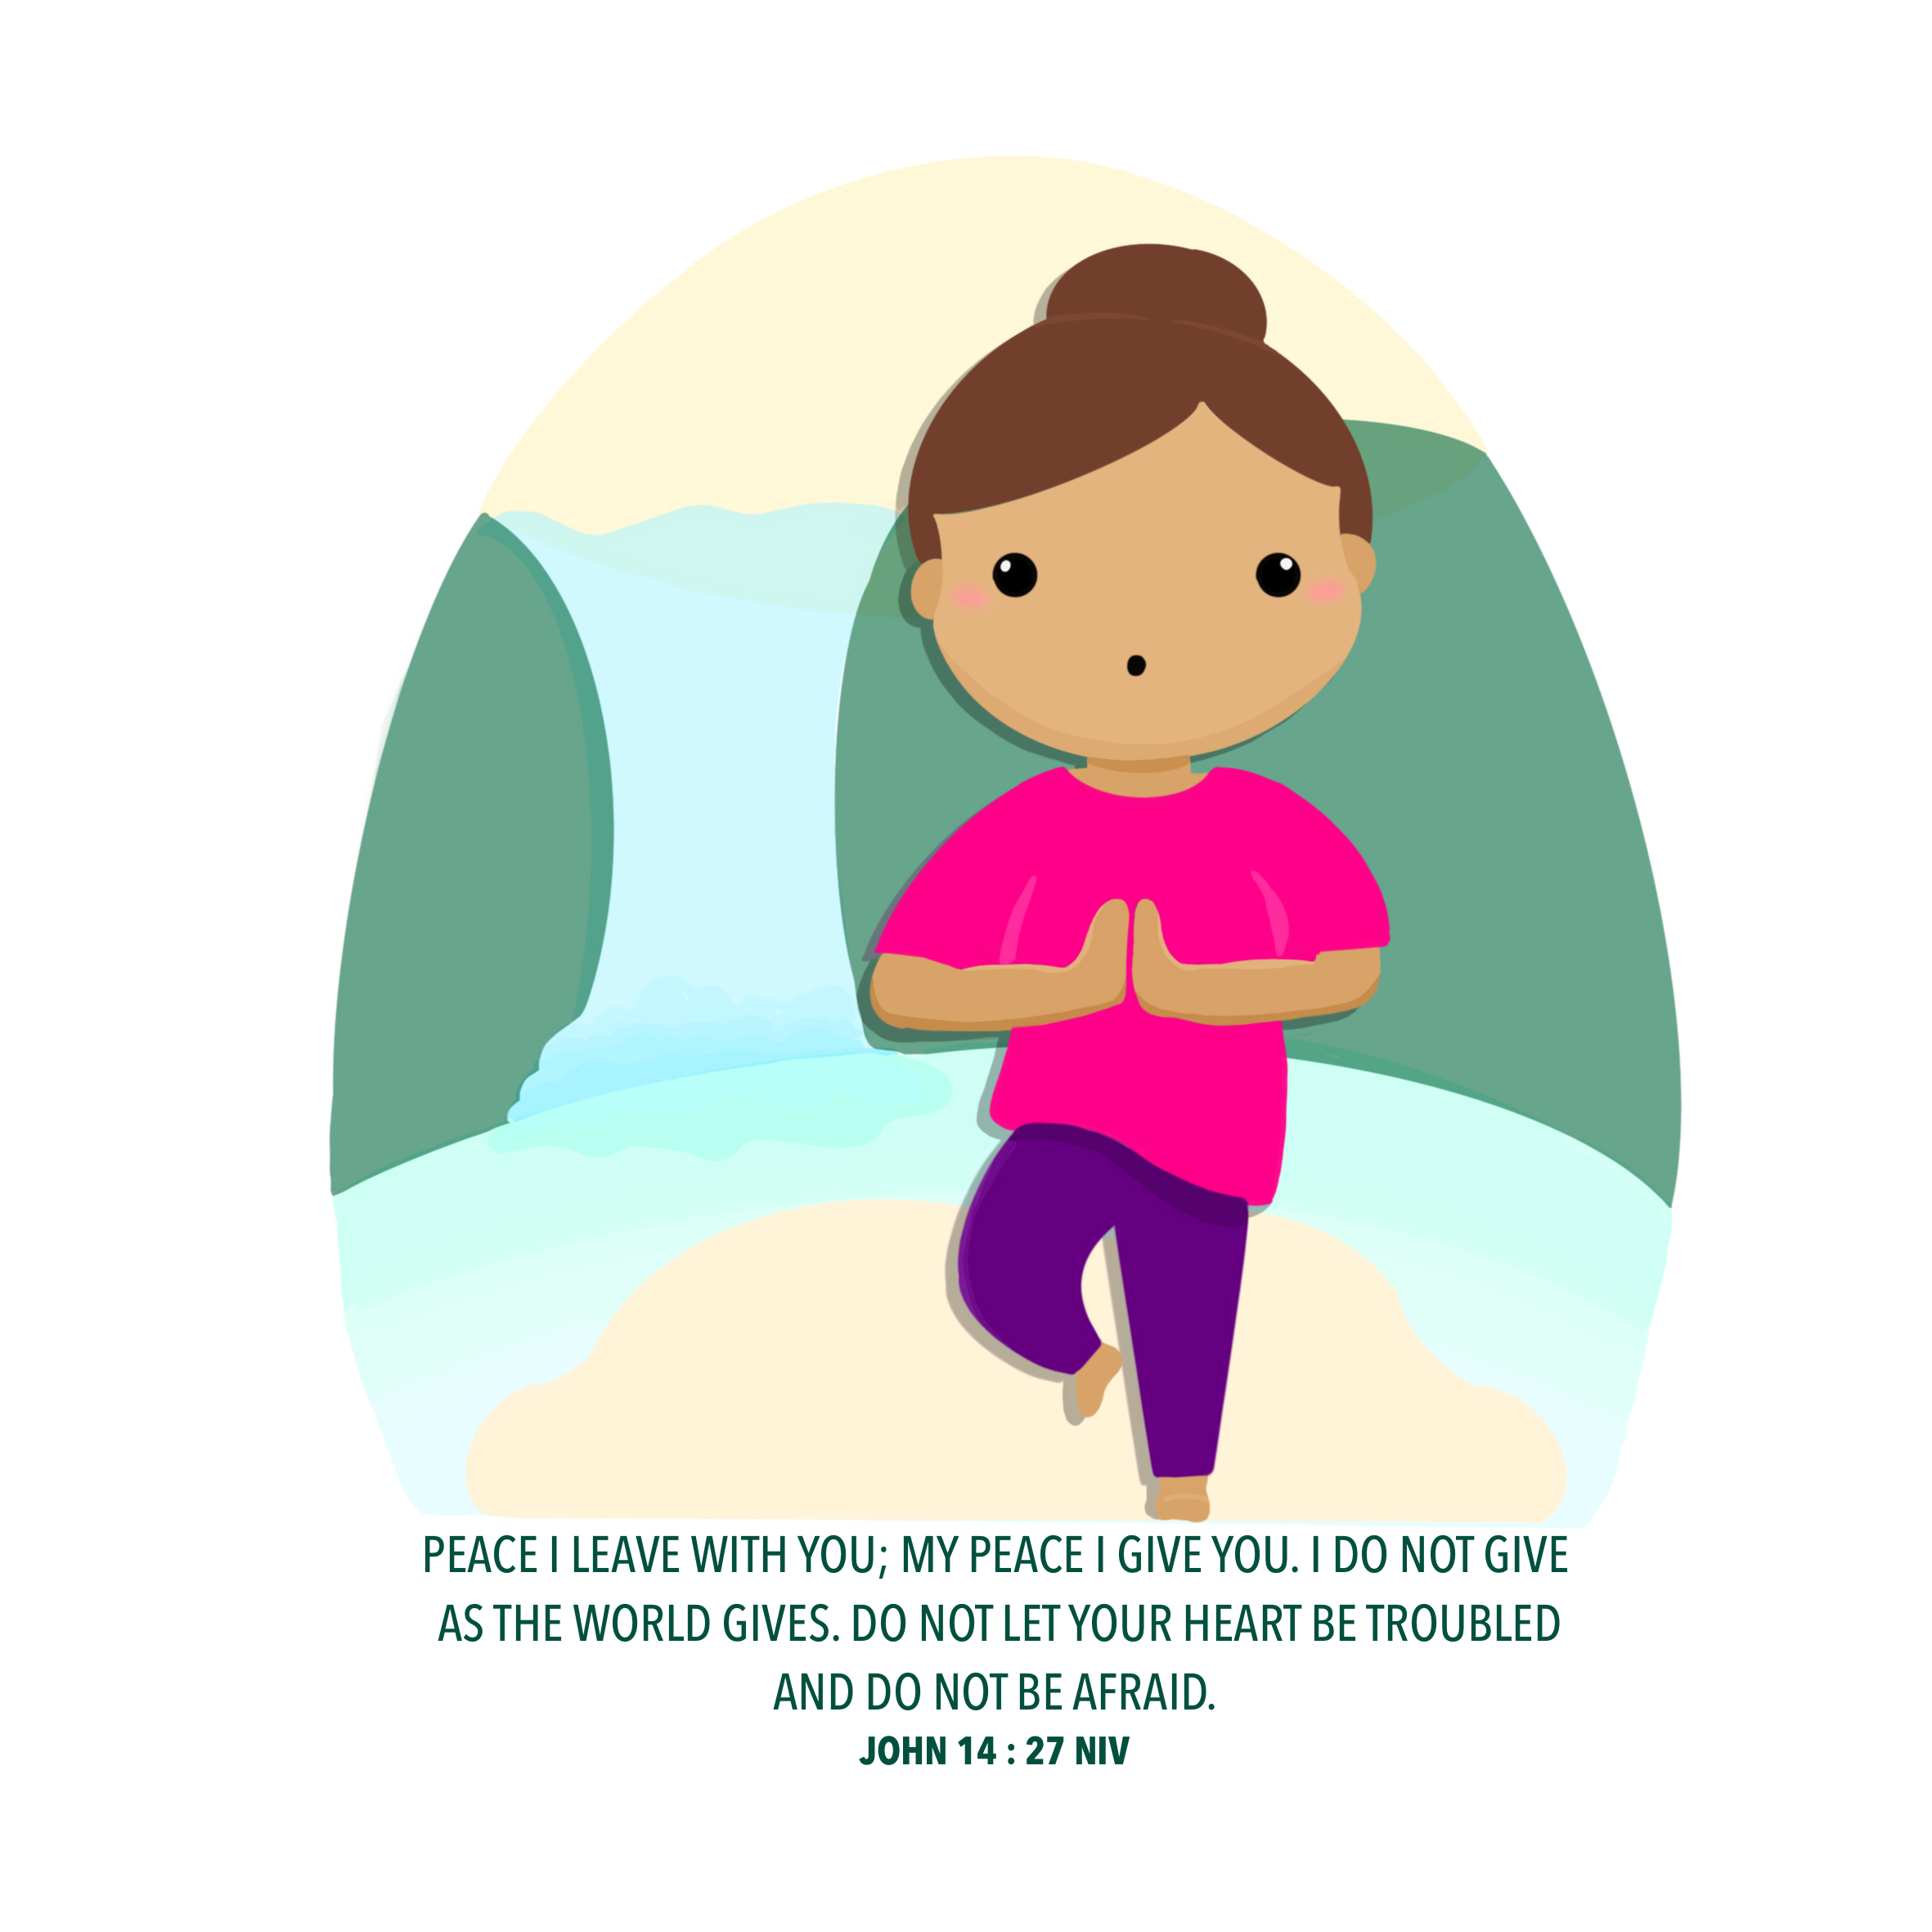 PEACE I LEAVE WITH YOU; MY PEACE I GIVE YOU. I DO NOT GIVE
AS THE WORLD GIVES. DO NOT LET YOUR HEART BE TROUBLED
AND DO NOT BE AFRAID.
JOHN 14 : 27 NIV